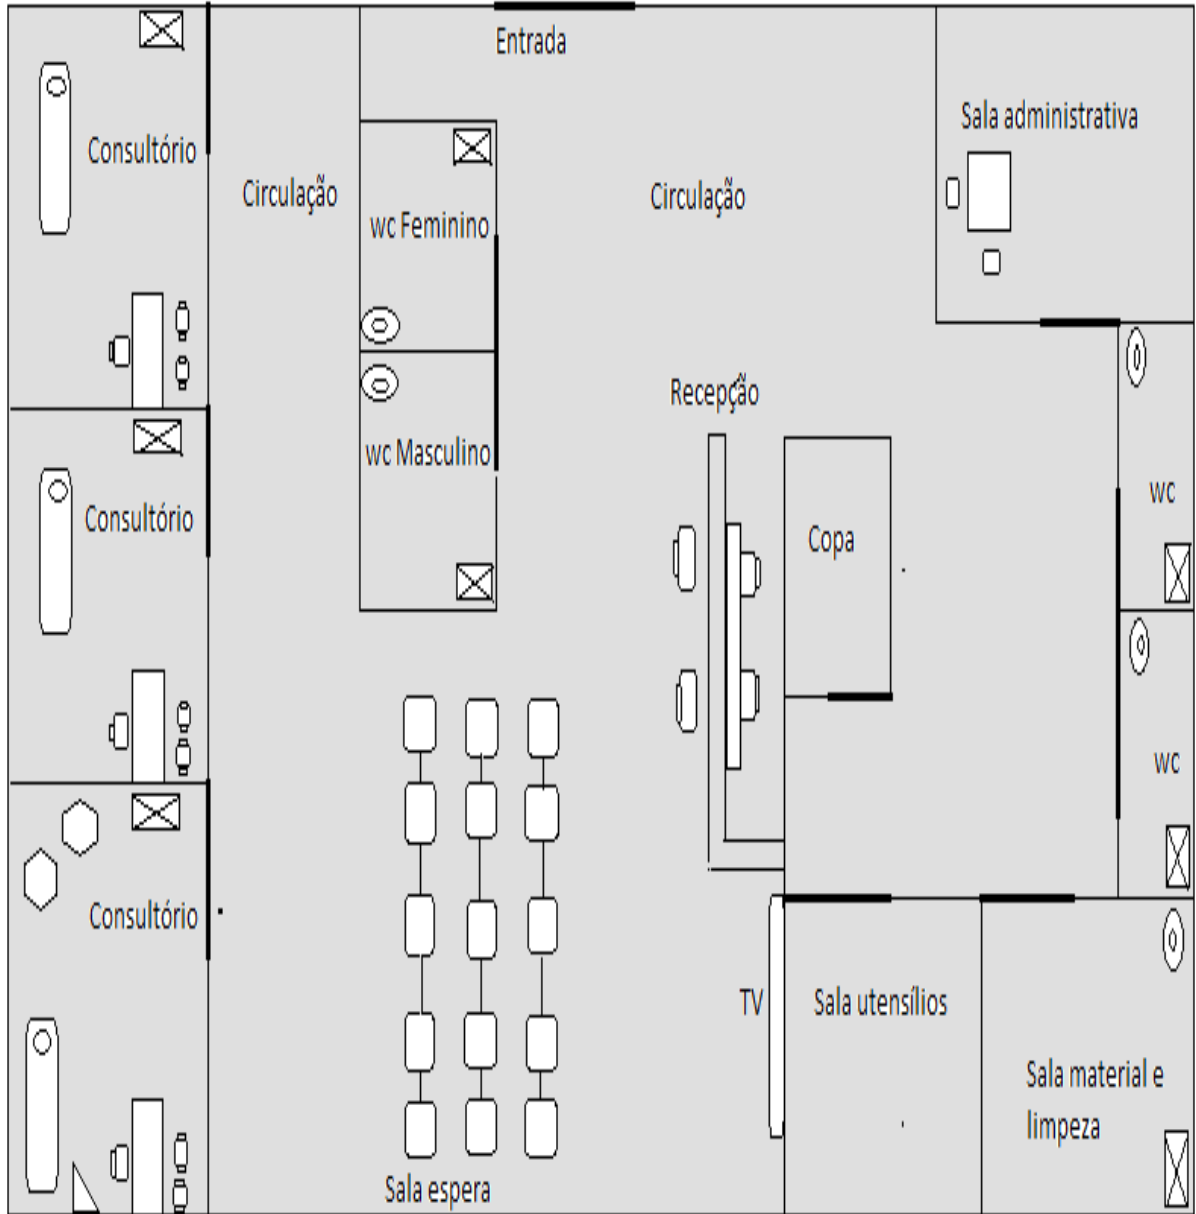 Entrada
Sala administrativa
Consultório
Circulação
Circulação
wc Feminino
Recepção
wc Masculino
wc
Consultório
Copa
wc
Consultório
TV
Sala utensílios
Sala material e
limpeza
Sala espera